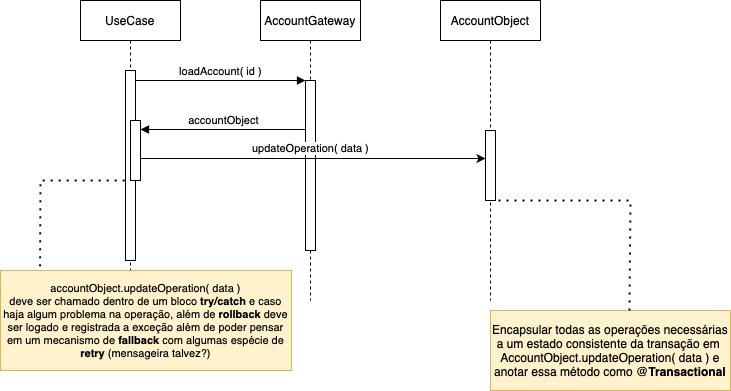 UseCase
AccountGateway
AccountObject
loadAccount( id )
accountObject
updateOperation( data )
accountObject.updateOperation( data )
deve ser chamado dentro de um bloco try/catch e caso
haja algum problema na operação, além de rollback deve
ser logado e registrada a exceção além de poder pensar
em um mecanismo de fallback com algumas espécie de
retry (mensageira talvez?)
Encapsular todas as operações necessárias
a um estado consistente da transação em
AccountObject.updateOperation( data ) e
anotar essa método como @Transactional